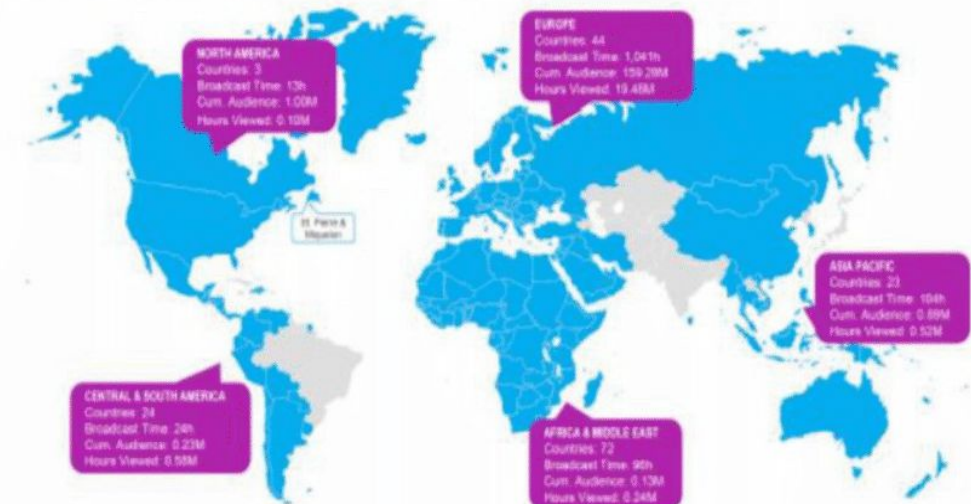 NORTH AMERICA
Countries: 3
Broadcast Time: 13h
Cum. Audience: 1.00M
Hours Viewed: 0.10M
EUROPE
Countries: 44
Broadcast Time: 1,041h
Cum. Audience: 159.28M
Hours Viewed: 19.48M
St. Pierre &
Miquelon
ASIA PACIFIC
Countries: 23
Broadcast Time: 104h
Cum. Audience: 0.89M
Hours Viewed: 0.52M
CENTRAL & SOUTH AMERICA
Countries: 24
Broadcast Time: 24h
Cum. Audience: 0.23M
Hours Viewed: 0.58M
AFRICA & MIDDLE EAST
Countries: 72
Broadcast Time: 96h
Cum. Audience: 0.13M
Hours Viewed: 0.24M